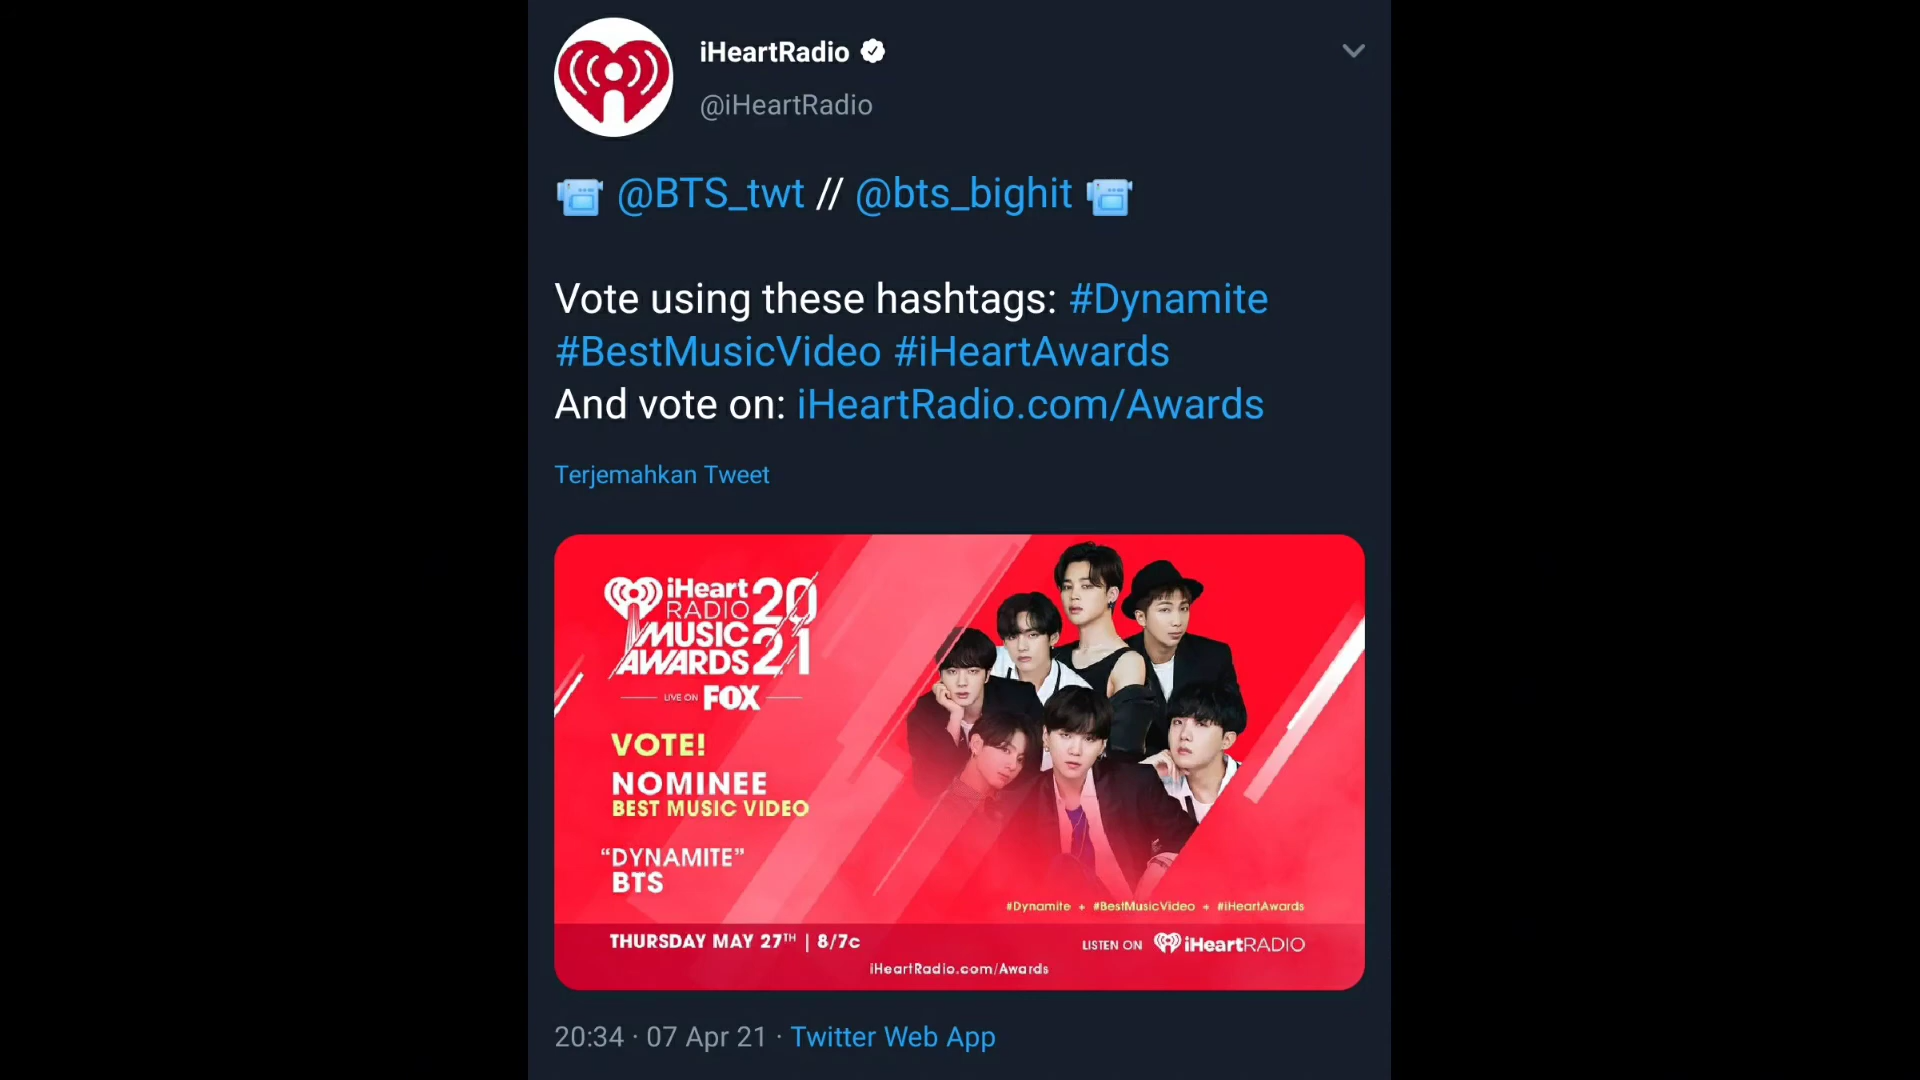 iHeartRadio
@iHeartRadio
@BTS_twt // @bts_bighit
Vote using these hashtags: #Dynamite
#BestMusicVideo #iHeartAwards
And vote on: iHeartRadio.com/Awards
Terjemahkan Tweet
iHeart
RADIO
MUSIC
AWARDS
20
21
LIVE ON FOX
VOTE!
NOMINEE
BEST MUSIC VIDEO
“DYNAMITE”
BTS
#Dynamite + #BestMusicVideo + #iHeartAwards
THURSDAY MAY 27TH | 8/7c
LISTEN ON iHeartRADIO
iHeartRadio.com/Awards
20:34 · 07 Apr 21 · Twitter Web App